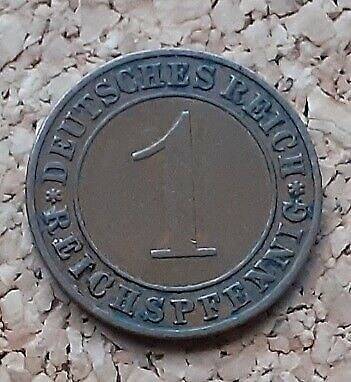 DEUTSCHES REICH
1
*REICHSPFENNIG*